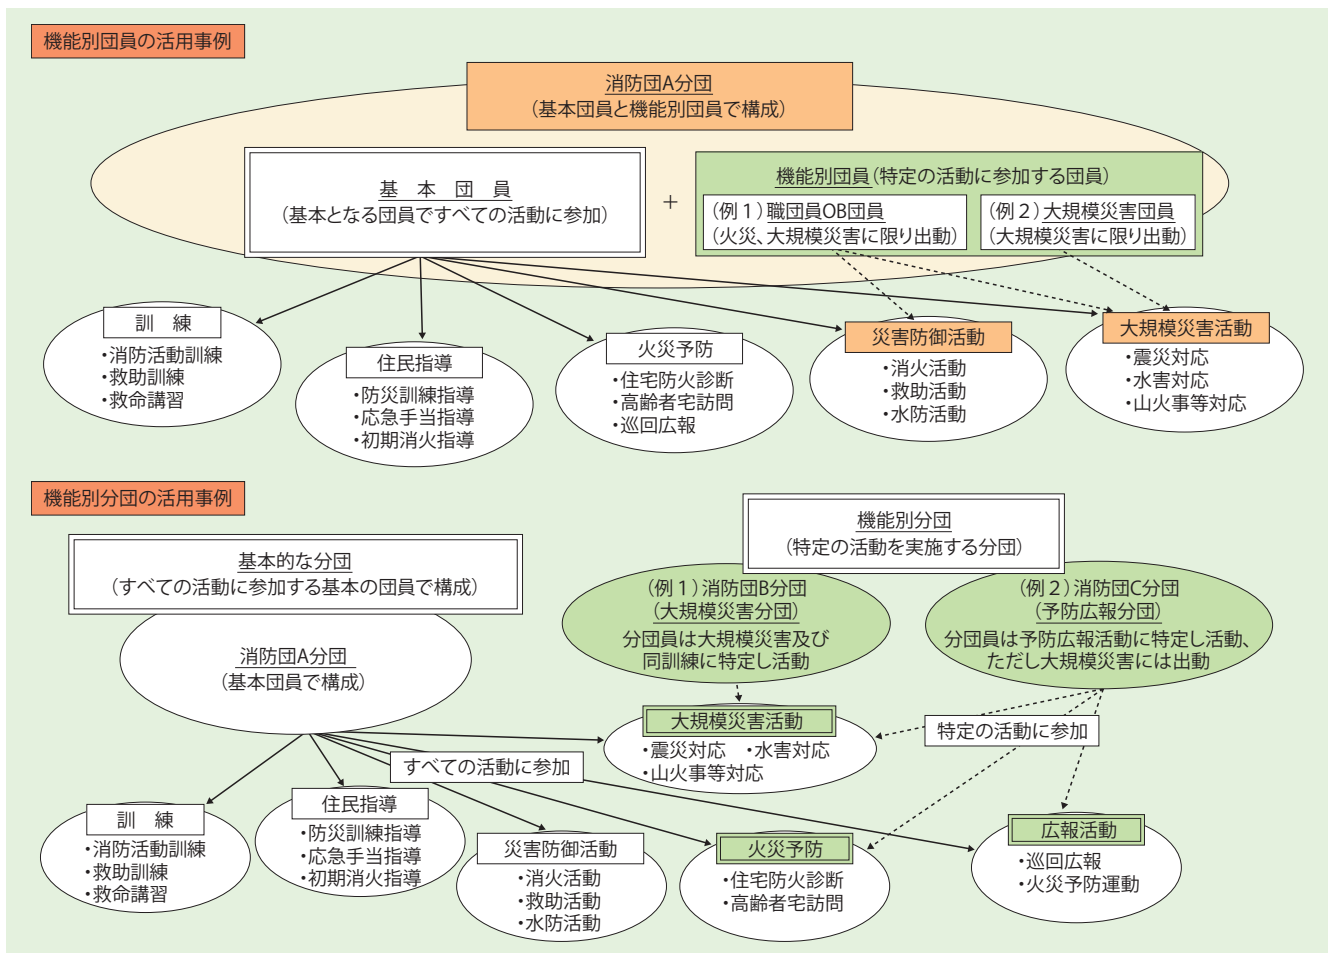 機能別団員の活用事例
消防団A分団
(基本団員と機能別団員で構成)
基　本　団　員
(基本となる団員ですべての活動に参加)
+
機能別団員(特定の活動に参加する団員)
(例1)職団員OB団員
(火災、大規模災害に限り出動)
(例2)大規模災害団員
(大規模災害に限り出動)
訓　練
・消防活動訓練
・救助訓練
・救命講習
住民指導
・防災訓練指導
・応急手当指導
・初期消火指導
火災予防
・住宅防火診断
・高齢者宅訪問
・巡回広報
災害防御活動
・消火活動
・救助活動
・水防活動
大規模災害活動
・震災対応
・水害対応
・山火事等対応
機能別分団の活用事例
基本的な分団
(すべての活動に参加する基本の団員で構成)
消防団A分団
(基本団員で構成)
機能別分団
(特定の活動を実施する分団)
(例1)消防団B分団
(大規模災害分団)
分団員は大規模災害及び
同訓練に特定し活動
(例2)消防団C分団
(予防広報分団)
分団員は予防広報活動に特定し活動、
ただし大規模災害には出動
大規模災害活動
・震災対応　・水害対応
・山火事等対応
特定の活動に参加
すべての活動に参加
訓　練
・消防活動訓練
・救助訓練
・救命講習
住民指導
・防災訓練指導
・応急手当指導
・初期消火指導
災害防御活動
・消火活動
・救助活動
・水防活動
火災予防
・住宅防火診断
・高齢者宅訪問
広報活動
・巡回広報
・火災予防運動